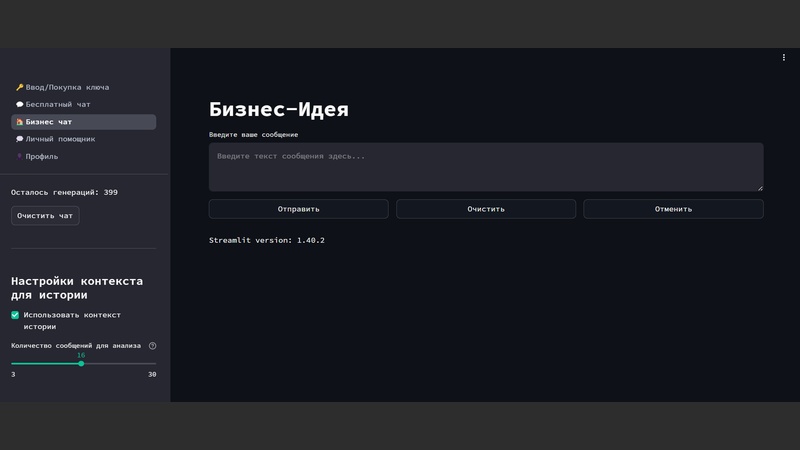 Ввод/Покупка ключа
Бесплатный чат
Бизнес чат
Личный помощник
Профиль
Осталось генераций: 399
Очистить чат
Настройки контекста
для истории
Использовать контекст
истории
Количество сообщений для анализа
16
3 30
Бизнес-Идея
Введите ваше сообщение
Введите текст сообщения здесь...
Отправить Очистить Отменить
Streamlit version: 1.40.2